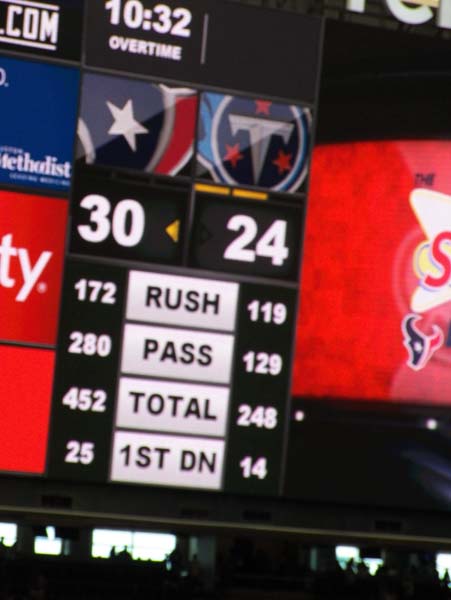 .COM
10:32
OVERTIME
T
Methodist
30 24
172 RUSH 119
ty
280 PASS 129
452 TOTAL 248
25 1ST DN 14
THE
S